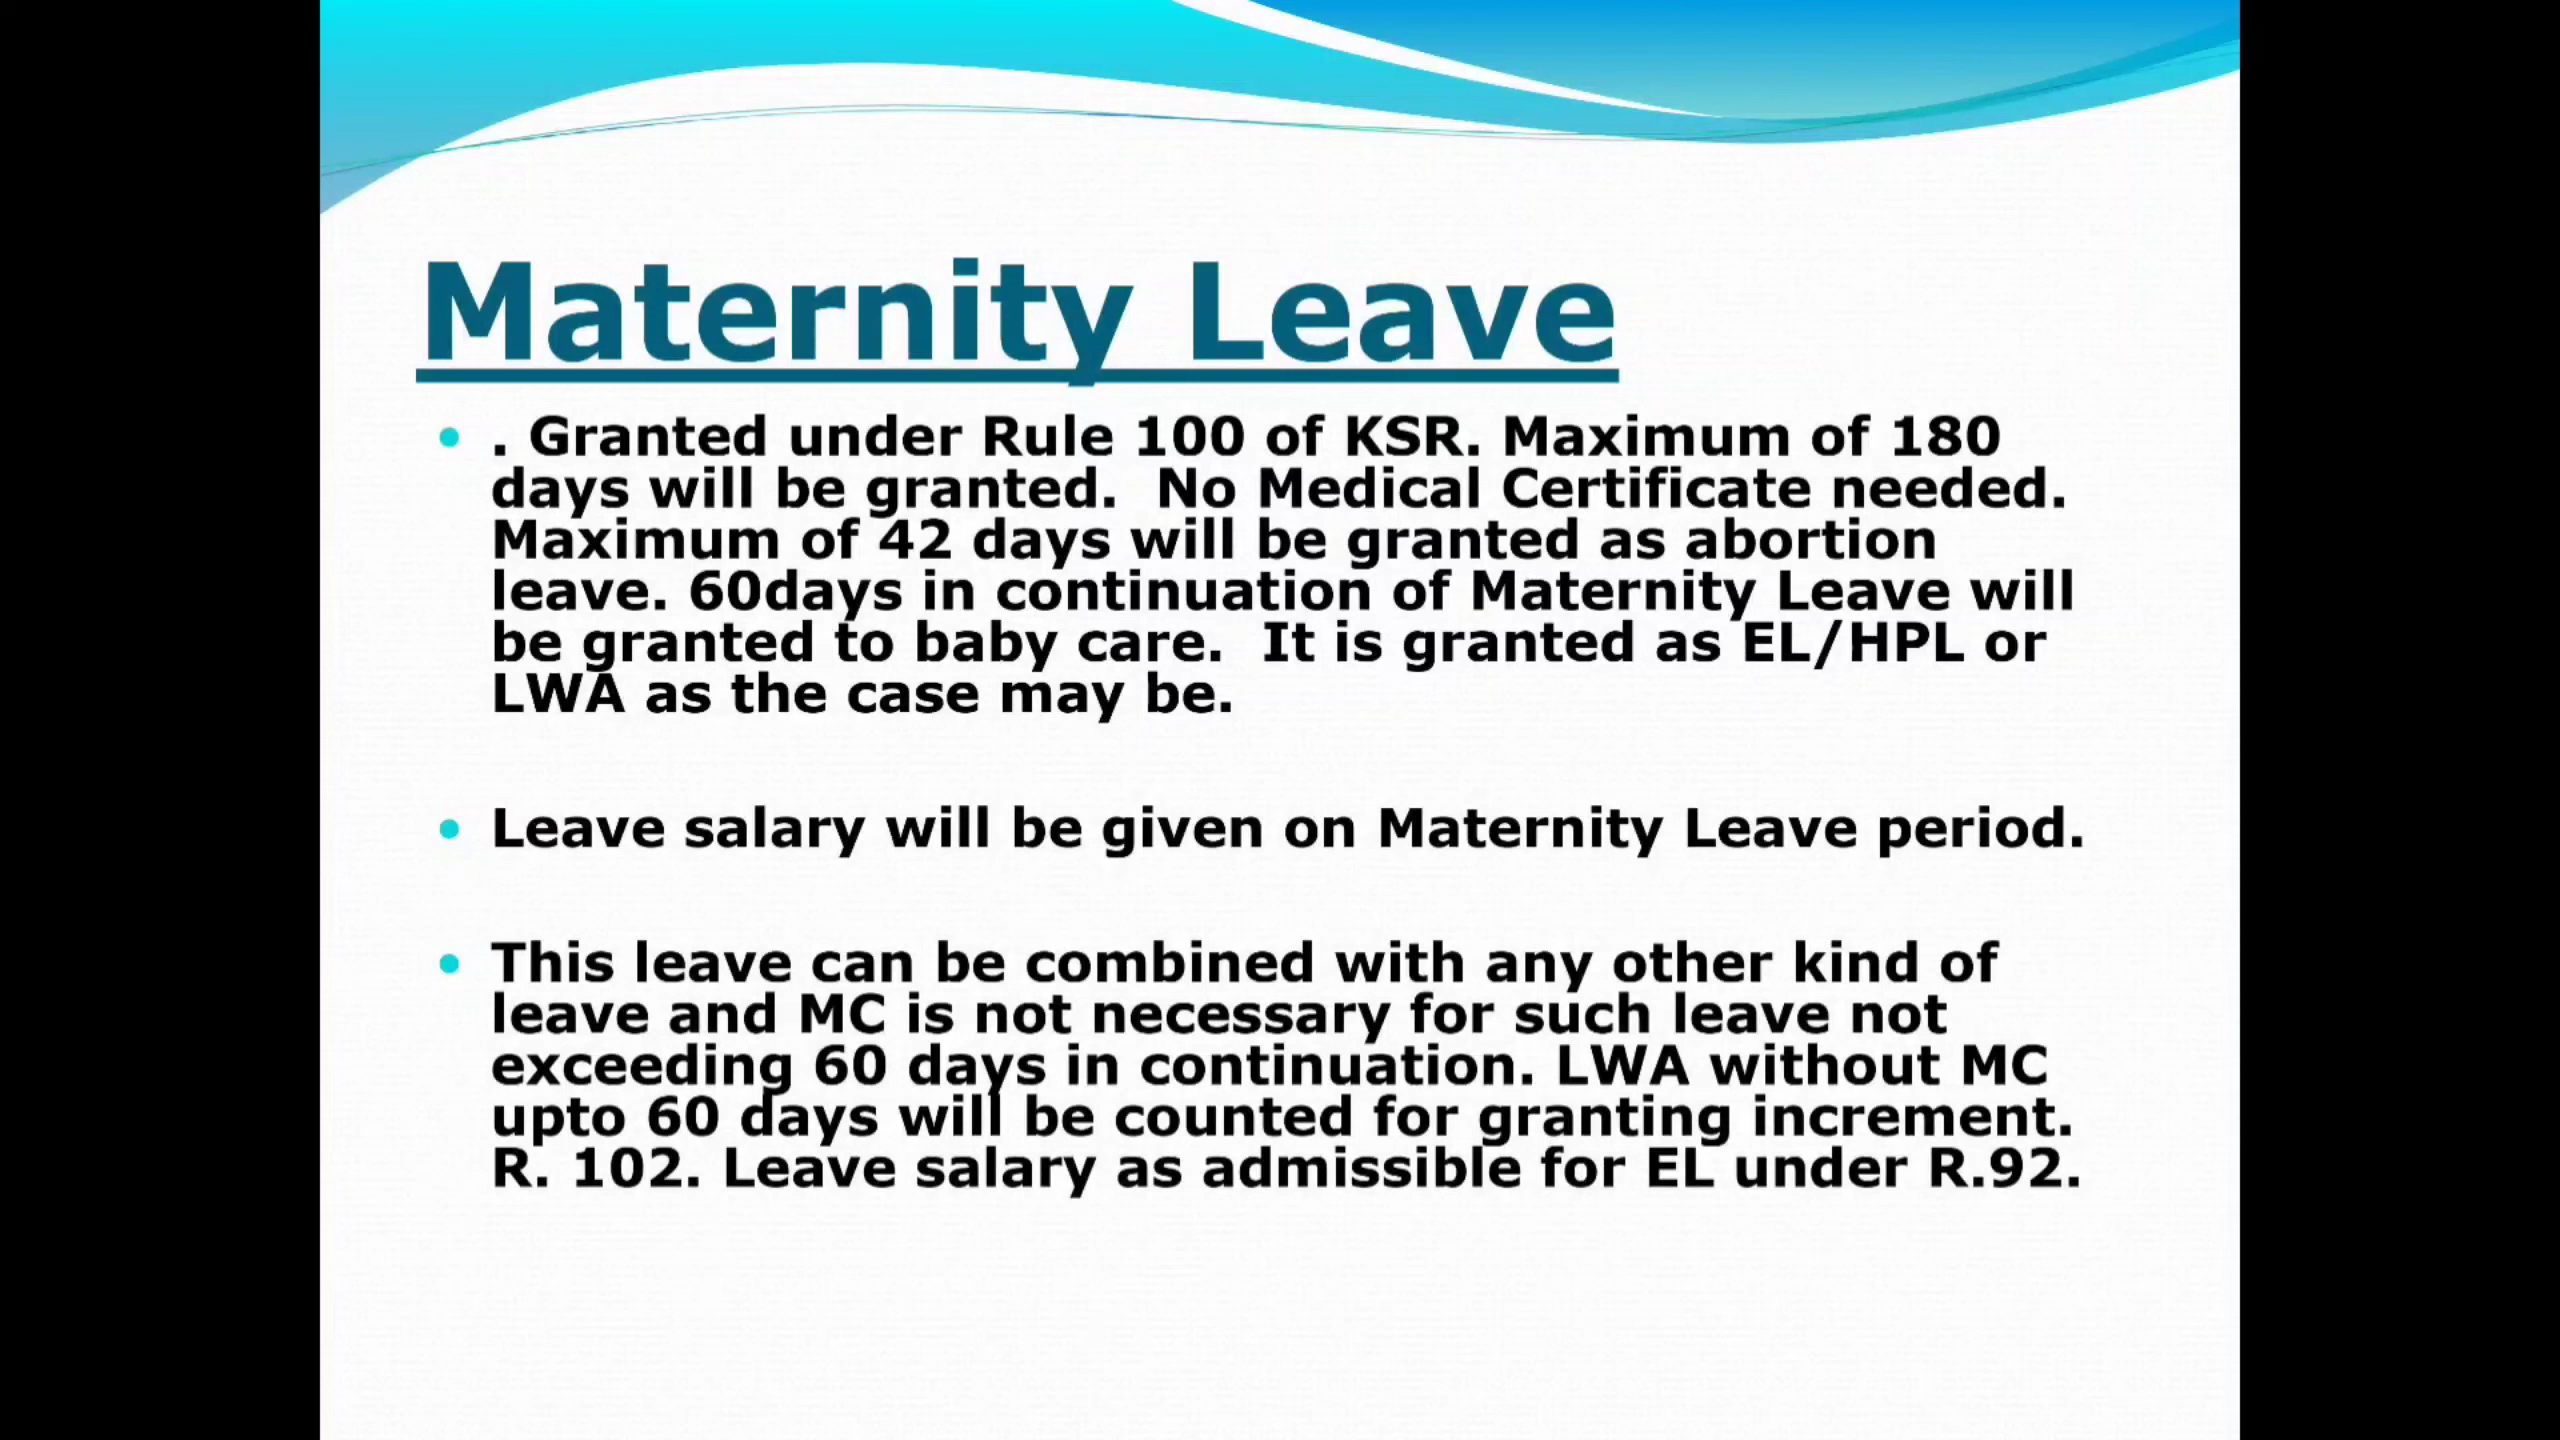 Maternity Leave
. Granted under Rule 100 of KSR. Maximum of 180
days will be granted.  No Medical Certificate needed.
Maximum of 42 days will be granted as abortion
leave. 60days in continuation of Maternity Leave will
be granted to baby care.  It is granted as EL/HPL or
LWA as the case may be.
Leave salary will be given on Maternity Leave period.
This leave can be combined with any other kind of
leave and MC is not necessary for such leave not
exceeding 60 days in continuation. LWA without MC
upto 60 days will be counted for granting increment.
R. 102. Leave salary as admissible for EL under R.92.